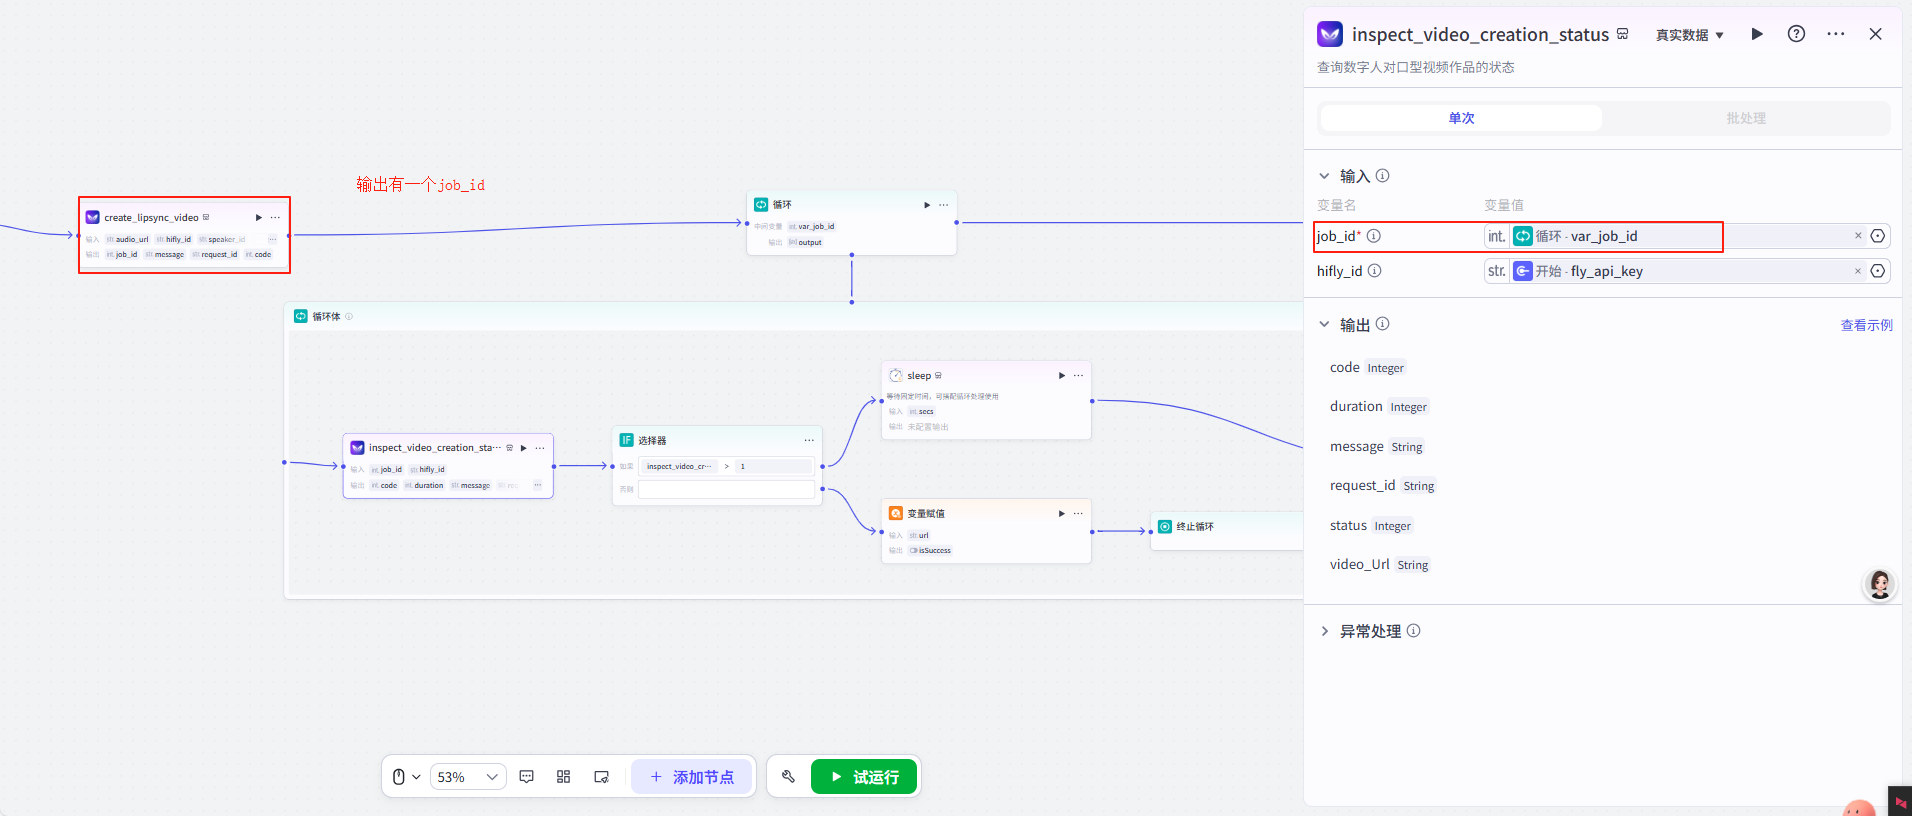 输出有一个job_id
create_lipsync_video
输入 str. audio_url str. hifly_id str. speaker_id ···
输出 int. job_id str. message str. request_id int. code
循环
中间变量 int. var_job_id
输出 output
循环体
inspect_video_creation_sta···
输入 int. job_id str. hifly_id
输出 int. code int. duration str. message ···
IF 选择器
如果 inspect_video_cr··· > 1
否则
sleep
等待固定时间，可搭配循环处理使用
输入 int. secs
输出 未配置输出
变量赋值
输入 str. url
输出 isSuccess
终止循环
53%
+ 添加节点
试运行
inspect_video_creation_status
真实数据
查询数字人对口型视频作品的状态
单次
批处理
输入
变量名 变量值
job_id* int. 循环 - var_job_id
hifly_id str. 开始 - fly_api_key
输出
查看示例
code Integer
duration Integer
message String
request_id String
status Integer
video_Url String
异常处理